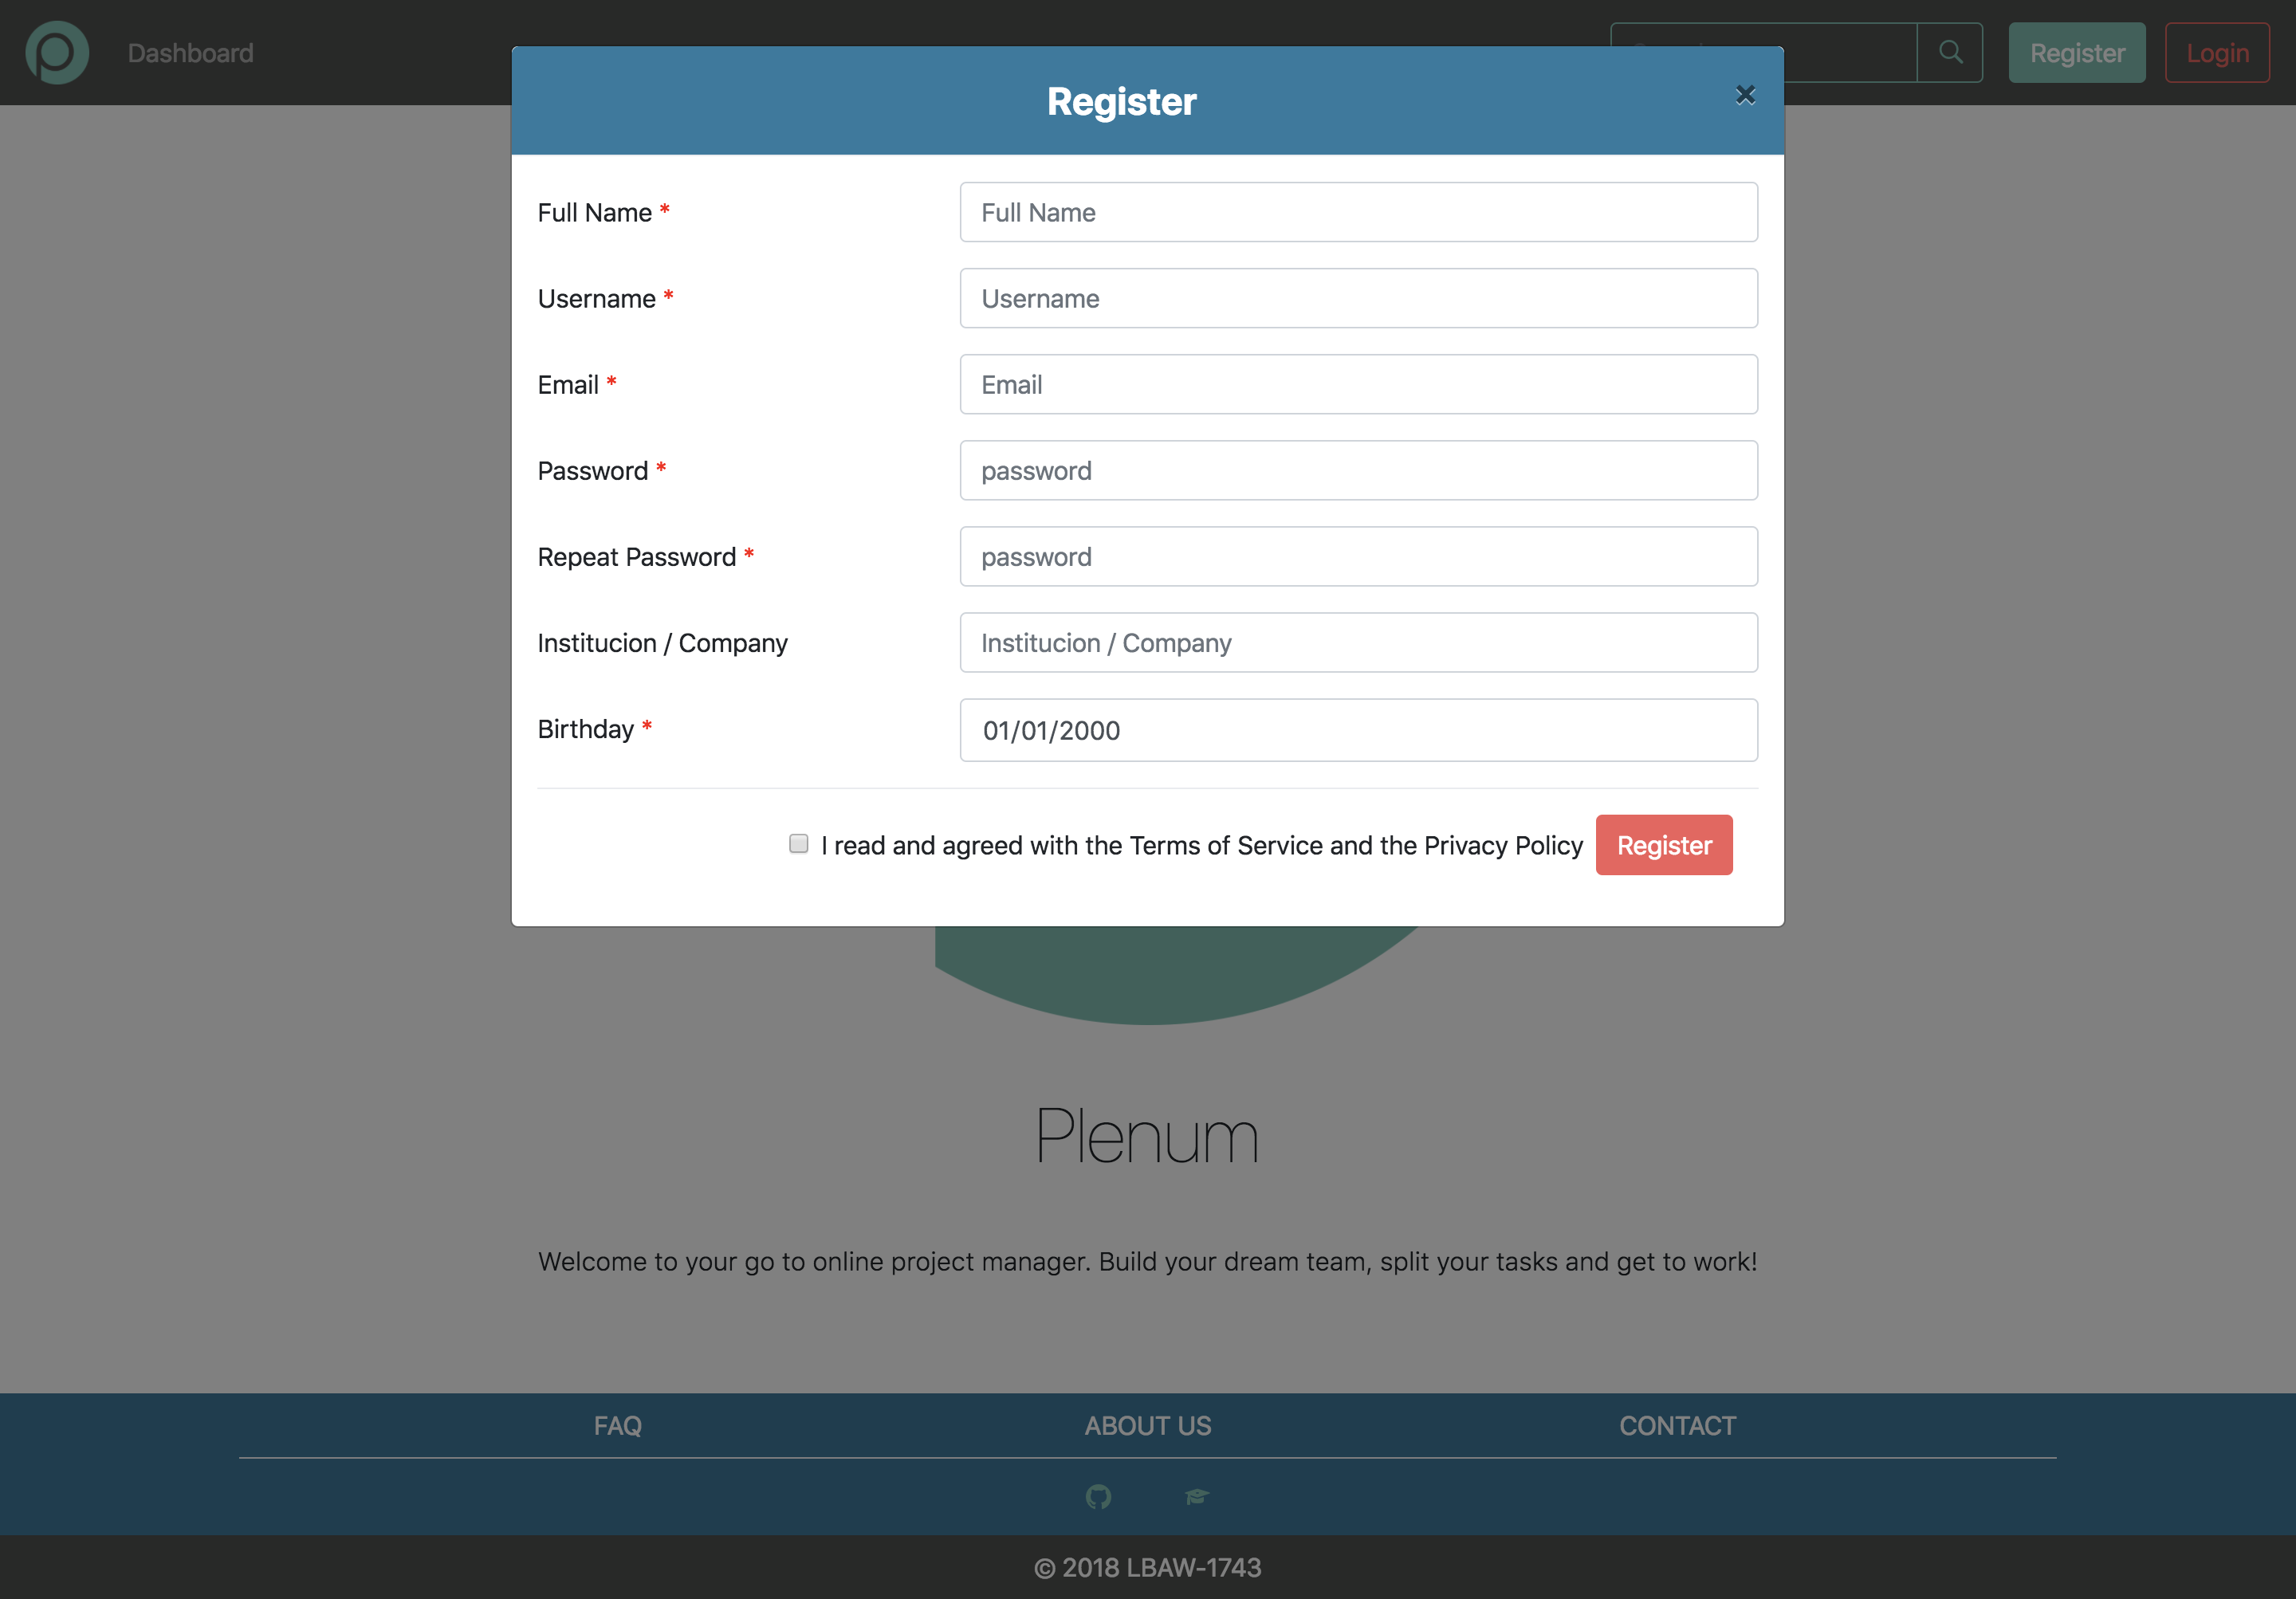 Dashboard
Register
Login
Register
×
Full Name *
Full Name
Username *
Username
Email *
Email
Password *
password
Repeat Password *
password
Institucion / Company
Institucion / Company
Birthday *
01/01/2000
I read and agreed with the Terms of Service and the Privacy Policy
Register
Plenum
Welcome to your go to online project manager. Build your dream team, split your tasks and get to work!
FAQ
ABOUT US
CONTACT
© 2018 LBAW-1743